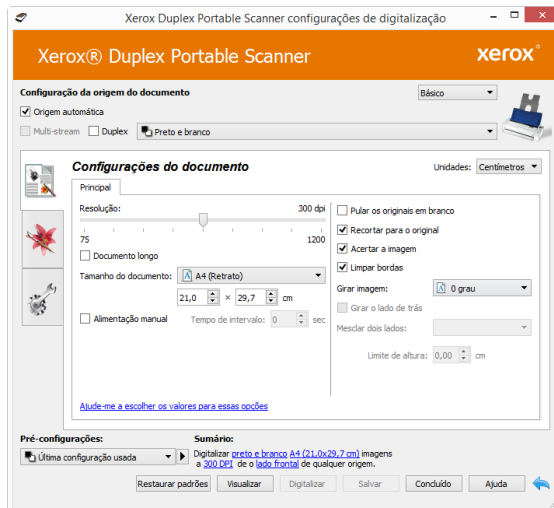 Xerox Duplex Portable Scanner configurações de digitalização
Xerox® Duplex Portable Scanner
xerox®
Configuração da origem do documento
Básico
Origem automática
Multi-stream Duplex Preto e branco
Configurações do documento
Unidades: Centímetros
Principal
Resolução: 300 dpi
75 1200
Documento longo
Tamanho do documento: A4 (Retrato)
21,0 × 29,7 cm
Alimentação manual Tempo de intervalo: 0 sec
Pular os originais em branco
Recortar para o original
Acertar a imagem
Limpar bordas
Girar imagem: 0 grau
Girar o lado de trás
Mesclar dois lados:
Limite de altura: 0,00 cm
Ajude-me a escolher os valores para essas opções
Pré-configurações:
Última configuração usada
Sumário:
Digitalizar preto e branco A4 (21,0x29,7 cm) imagens
a 300 DPI de o lado frontal de qualquer origem.
Restaurar padrões Visualizar Digitalizar Salvar Concluído Ajuda